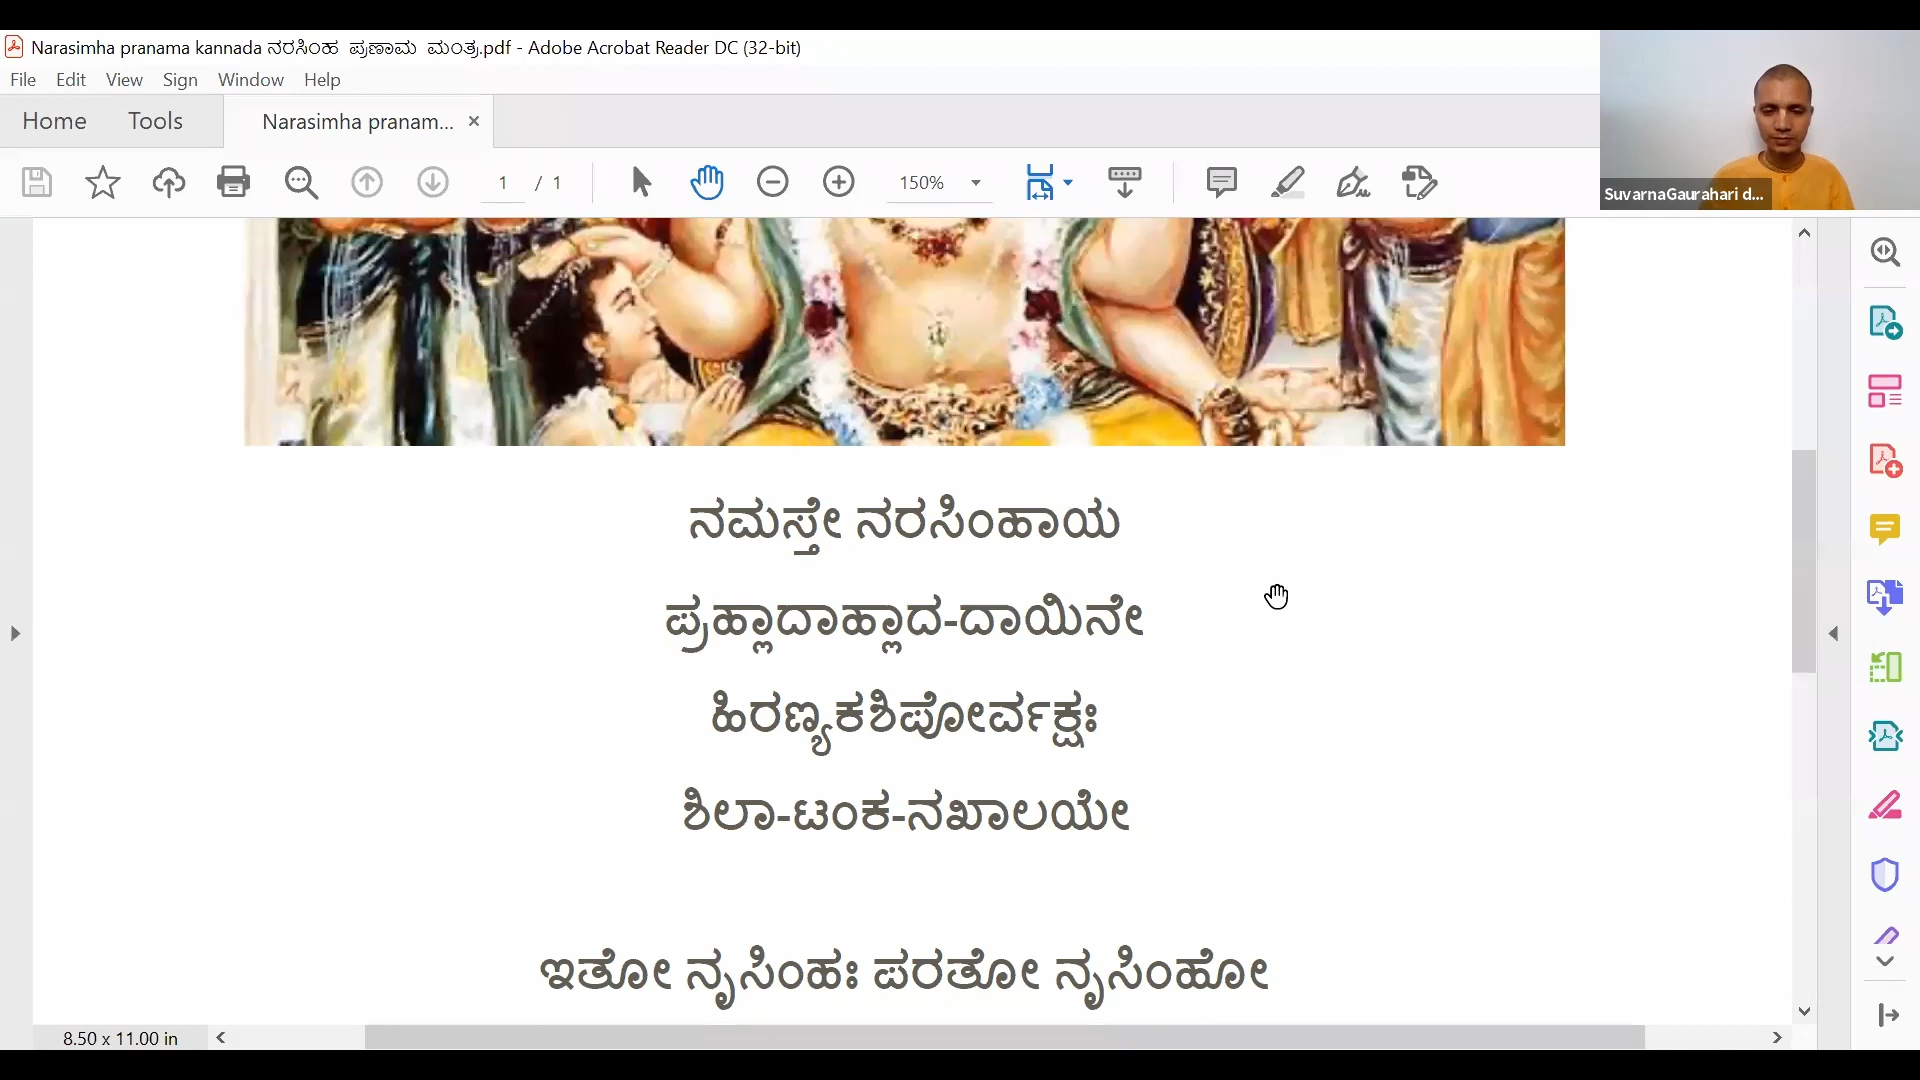 Narasimha pranama kannada ನರಸಿಂಹ ಪ್ರಣಾಮ ಮಂತ್ರ.pdf - Adobe Acrobat Reader DC (32-bit)
File Edit View Sign Window Help
Home Tools Narasimha pranam... ×
1 / 1 150%
SuvarnaGaurahari d...
ನಮಸ್ತೇ ನರಸಿಂಹಾಯ
ಪ್ರಹ್ಲಾದಾಹ್ಲಾದ-ದಾಯಿನೇ
ಹಿರಣ್ಯಕಶಿಪೋರ್ವಕ್ಷಃ
ಶಿಲಾ-ಟಂಕ-ನಖಾಲಯೇ
ಇತೋ ನೃಸಿಂಹಃ ಪರತೋ ನೃಸಿಂಹೋ
8.50 x 11.00 in